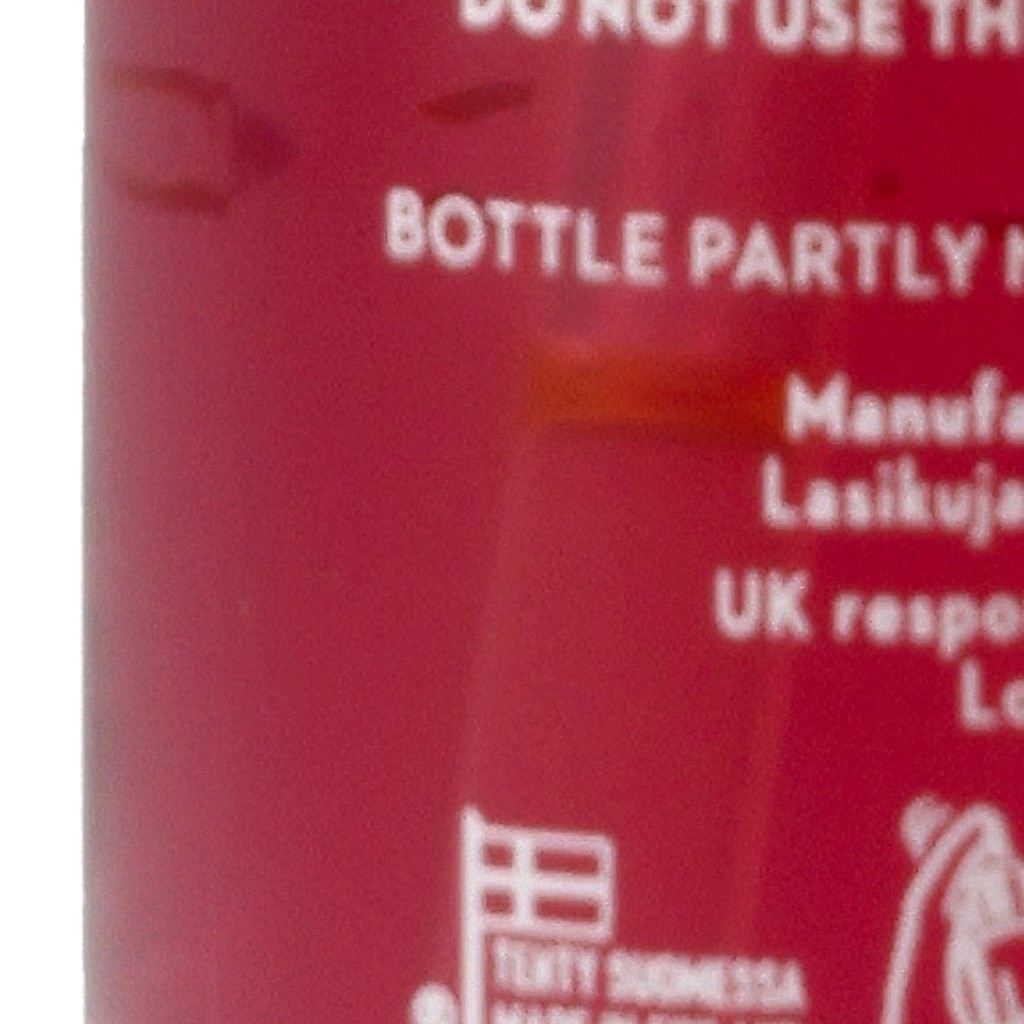 DO NOT USE TH
BOTTLE PARTLY
Manufa
Lasikuja
UK respo
Lo
TEHTY SUOMESSA